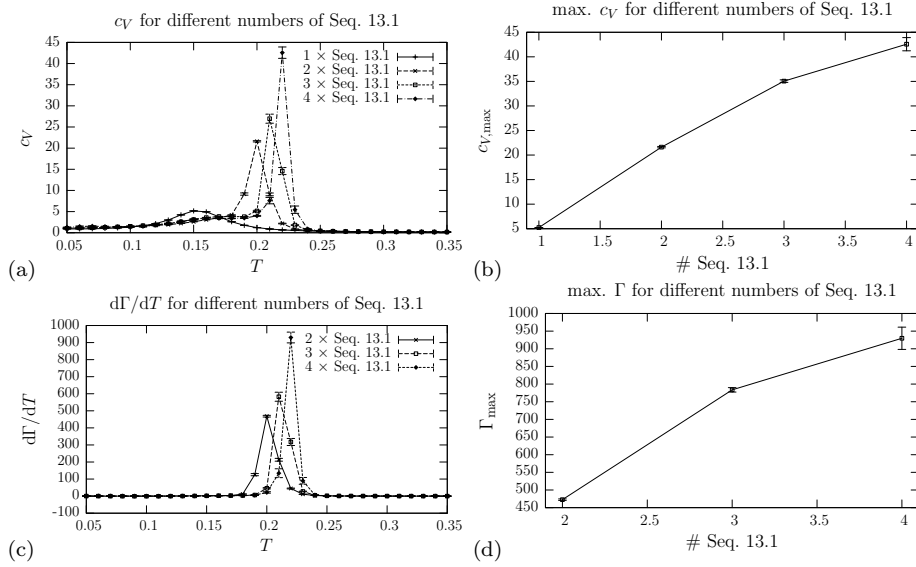 c_V for different numbers of Seq. 13.1
45
40
35
30
25
20
15
10
5
0
c_V
1 × Seq. 13.1
2 × Seq. 13.1
3 × Seq. 13.1
4 × Seq. 13.1
0.05 0.1 0.15 0.2 0.25 0.3 0.35
T
(a)
max. c_V for different numbers of Seq. 13.1
45
40
35
30
25
20
15
10
5
c_V,max
1 1.5 2 2.5 3 3.5 4
# Seq. 13.1
(b)
dΓ/dT for different numbers of Seq. 13.1
1000
900
800
700
600
500
400
300
200
100
0
-100
dΓ/dT
2 × Seq. 13.1
3 × Seq. 13.1
4 × Seq. 13.1
0.05 0.1 0.15 0.2 0.25 0.3 0.35
T
(c)
max. Γ for different numbers of Seq. 13.1
1000
950
900
850
800
750
700
650
600
550
500
450
Γmax
2 2.5 3 3.5 4
# Seq. 13.1
(d)